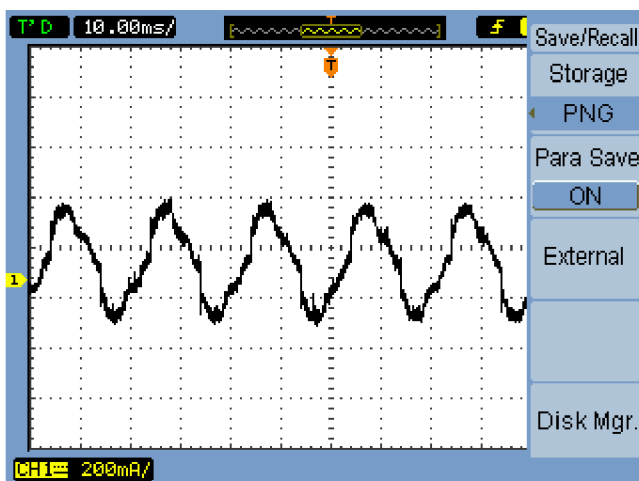 T'D 10.00ms/
T
T
Save/Recall
Storage
PNG
Para Save
ON
External
Disk Mgr.
1
CH1 200mA/